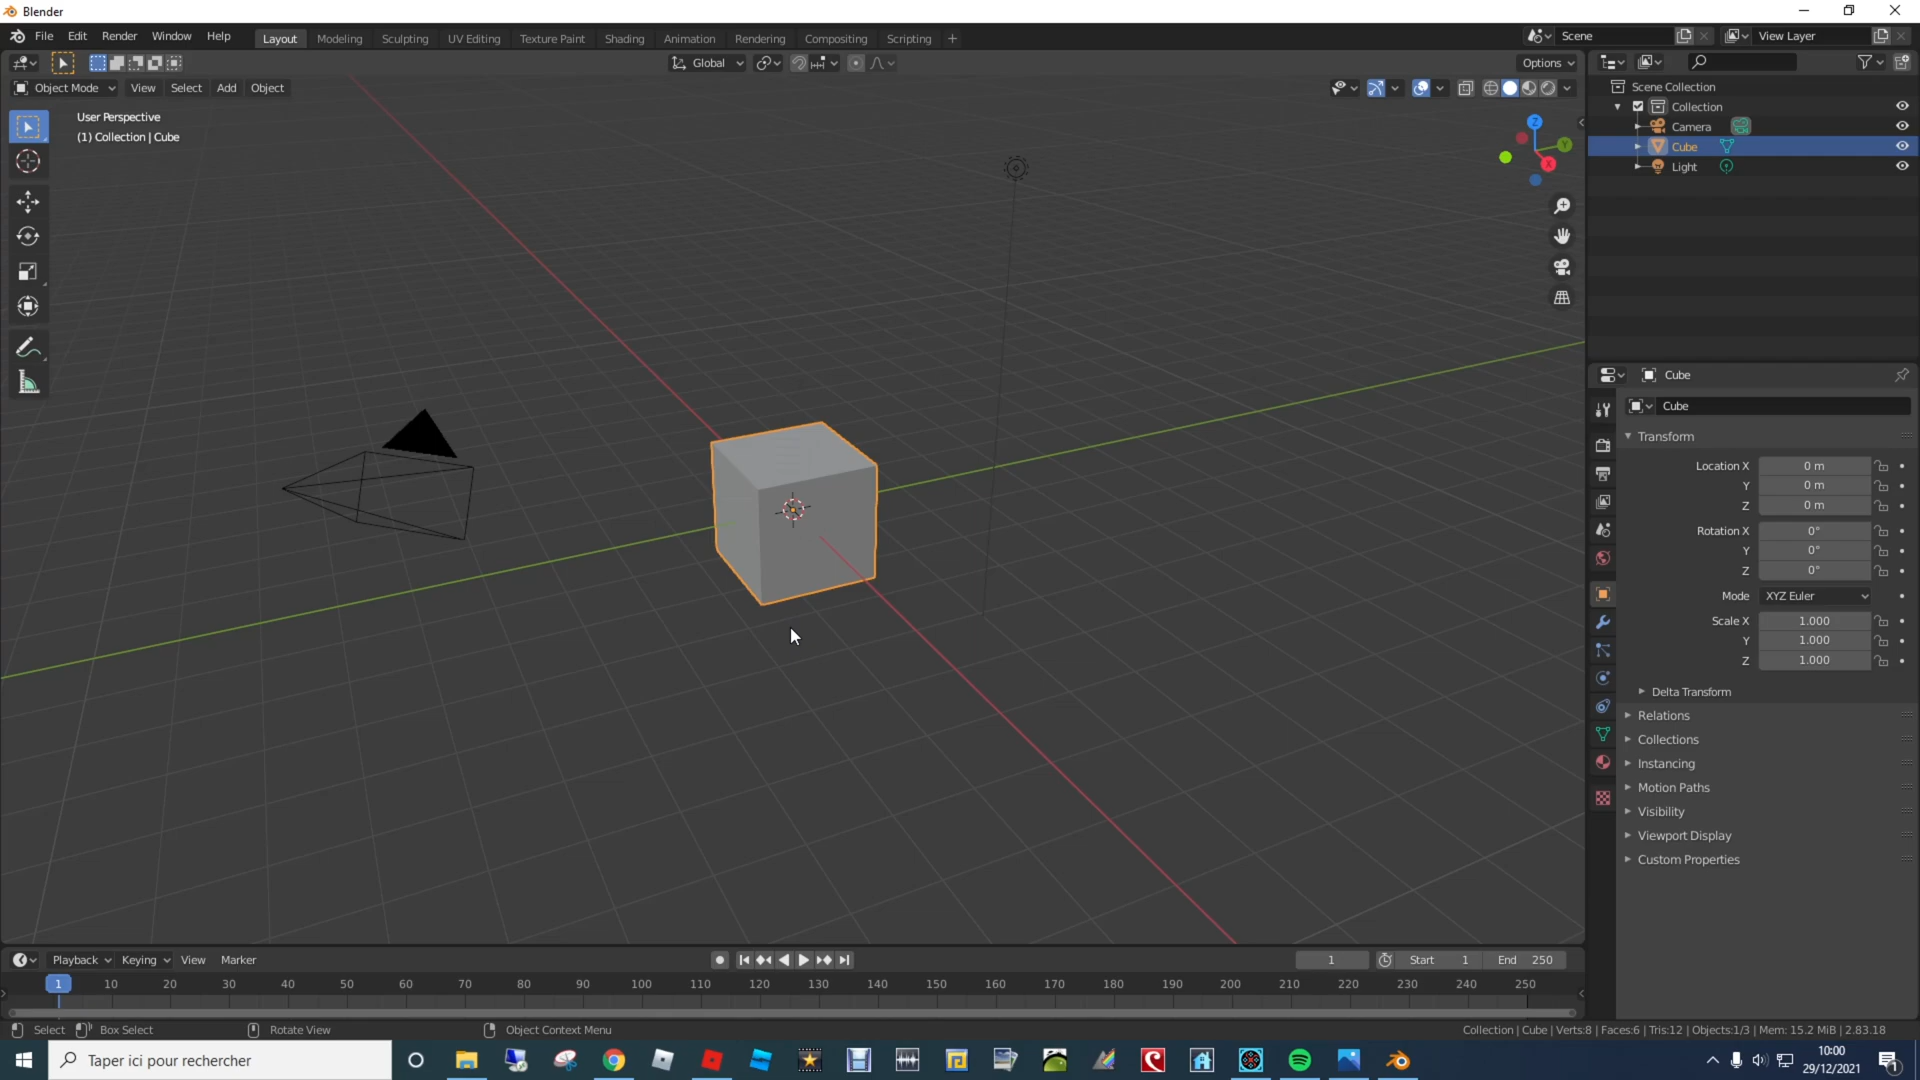 Blender
File Edit Render Window Help Layout Modeling Sculpting UV Editing Texture Paint Shading Animation Rendering Compositing Scripting + Scene View Layer
Global Options
Object Mode View Select Add Object
User Perspective
(1) Collection | Cube
Z
Y
X
Scene Collection
Collection
Camera
Cube
Light
Cube
Cube
Transform
Location X 0 m
Y 0 m
Z 0 m
Rotation X 0°
Y 0°
Z 0°
Mode XYZ Euler
Scale X 1.000
Y 1.000
Z 1.000
Delta Transform
Relations
Collections
Instancing
Motion Paths
Visibility
Viewport Display
Custom Properties
Playback Keying View Marker 1 Start 1 End 250
1 10 20 30 40 50 60 70 80 90 100 110 120 130 140 150 160 170 180 190 200 210 220 230 240 250
Select Box Select Rotate View Object Context Menu Collection | Cube | Verts:8 | Faces:6 | Tris:12 | Objects:1/3 | Mem: 15.2 MiB | 2.83.18
Taper ici pour rechercher
10:00
29/12/2021
1